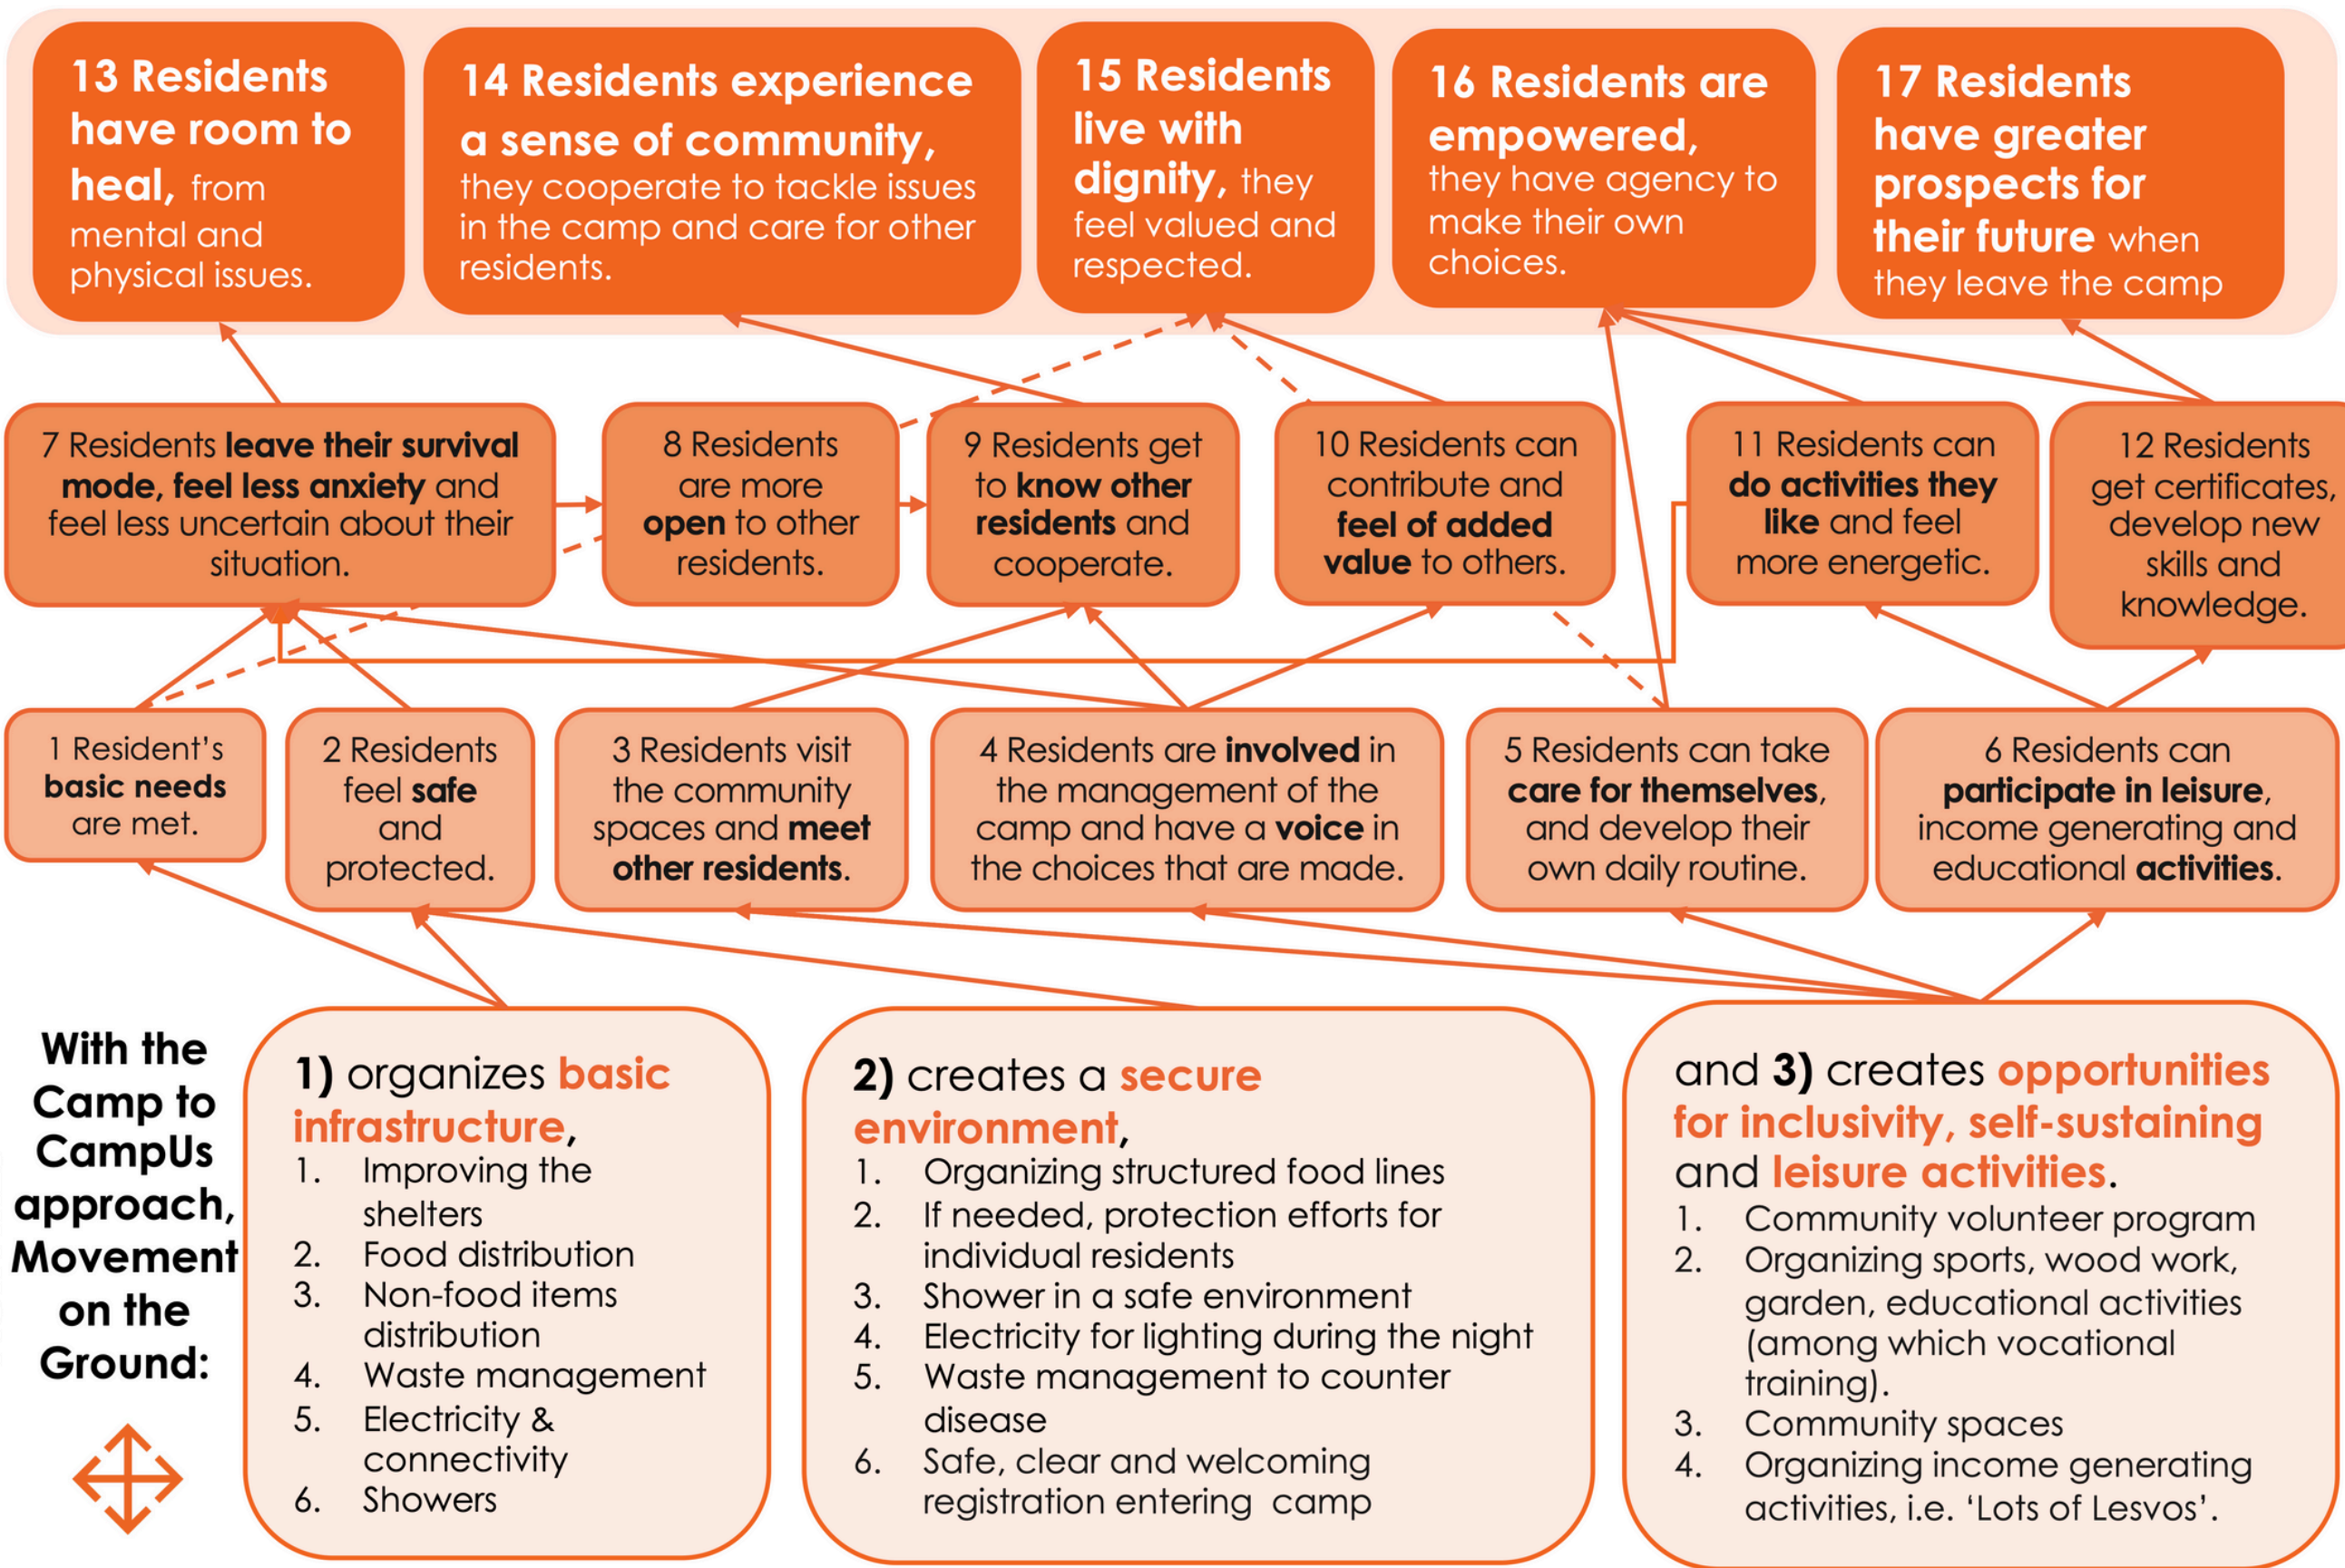 13 Residents
have room to
heal, from
mental and
physical issues.
14 Residents experience
a sense of community,
they cooperate to tackle issues
in the camp and care for other
residents.
15 Residents
live with
dignity, they
feel valued and
respected.
16 Residents are
empowered,
they have agency to
make their own
choices.
17 Residents
have greater
prospects for
their future when
they leave the camp
7 Residents leave their survival
mode, feel less anxiety and
feel less uncertain about their
situation.
8 Residents
are more
open to other
residents.
9 Residents get
to know other
residents and
cooperate.
10 Residents can
contribute and
feel of added
value to others.
11 Residents can
do activities they
like and feel
more energetic.
12 Residents
get certificates,
develop new
skills and
knowledge.
1 Resident’s
basic needs
are met.
2 Residents
feel safe
and
protected.
3 Residents visit
the community
spaces and meet
other residents.
4 Residents are involved in
the management of the
camp and have a voice in
the choices that are made.
5 Residents can take
care for themselves,
and develop their
own daily routine.
6 Residents can
participate in leisure,
income generating and
educational activities.
With the
Camp to
CampUs
approach,
Movement
on the
Ground:
1) organizes basic
infrastructure,
1. Improving the
shelters
2. Food distribution
3. Non-food items
distribution
4. Waste management
5. Electricity &
connectivity
6. Showers
2) creates a secure
environment,
1. Organizing structured food lines
2. If needed, protection efforts for
individual residents
3. Shower in a safe environment
4. Electricity for lighting during the night
5. Waste management to counter
disease
6. Safe, clear and welcoming
registration entering camp
and 3) creates opportunities
for inclusivity, self-sustaining
and leisure activities.
1. Community volunteer program
2. Organizing sports, wood work,
garden, educational activities
(among which vocational
training).
3. Community spaces
4. Organizing income generating
activities, i.e. ‘Lots of Lesvos’.